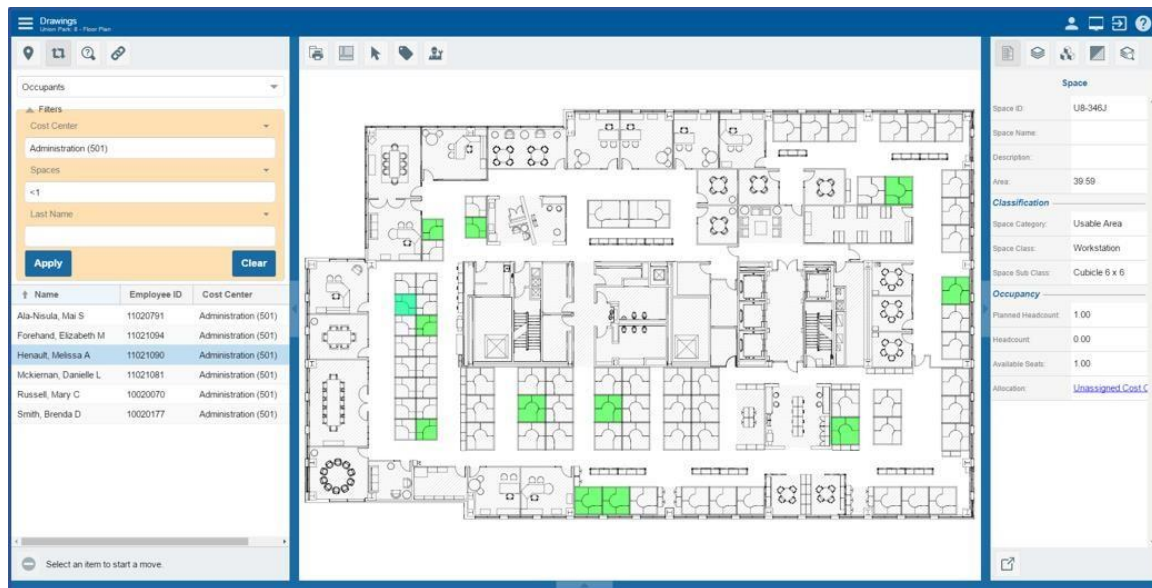 Drawings
Union Park: 8 - Floor Plan
Occupants
Filters
Cost Center
Administration (501)
Spaces
<1
Last Name
Apply Clear
Name Employee ID Cost Center
Ala-Nisula, Mai S 11020791 Administration (501)
Forehand, Elizabeth M 11021094 Administration (501)
Henault, Melissa A 11021090 Administration (501)
Mckiernan, Danielle L 11021081 Administration (501)
Russell, Mary C 10020070 Administration (501)
Smith, Brenda D 10020177 Administration (501)
Select an item to start a move.
Space
Space ID: U8-346J
Space Name:
Description:
Area: 39.59
Classification
Space Category: Usable Area
Space Class: Workstation
Space Sub Class: Cubicle 6 x 6
Occupancy
Planned Headcount: 1.00
Headcount: 0.00
Available Seats: 1.00
Allocation: Unassigned Cost C